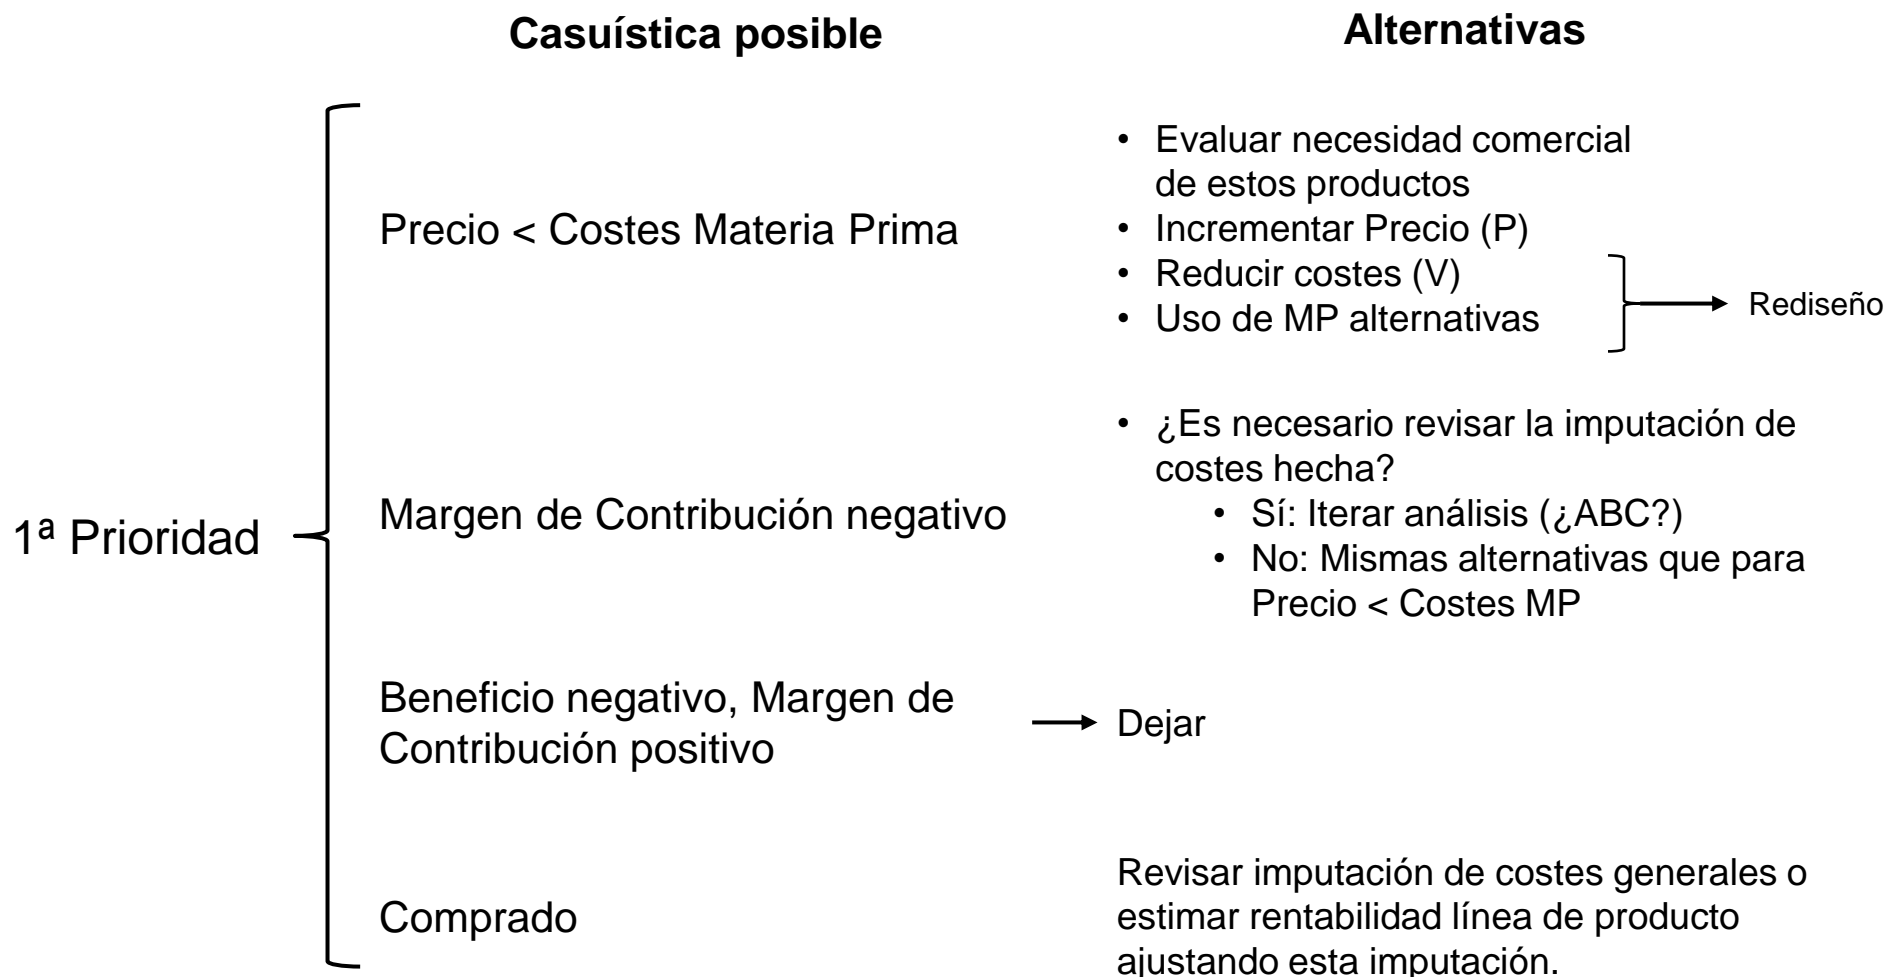 Casuística posible
Alternativas
1ª Prioridad
Precio < Costes Materia Prima
• Evaluar necesidad comercial
de estos productos
• Incrementar Precio (P)
• Reducir costes (V)
• Uso de MP alternativas
Rediseño
Margen de Contribución negativo
• ¿Es necesario revisar la imputación de
costes hecha?
• Sí: Iterar análisis (¿ABC?)
• No: Mismas alternativas que para
Precio < Costes MP
Beneficio negativo, Margen de
Contribución positivo
Dejar
Comprado
Revisar imputación de costes generales o
estimar rentabilidad línea de producto
ajustando esta imputación.